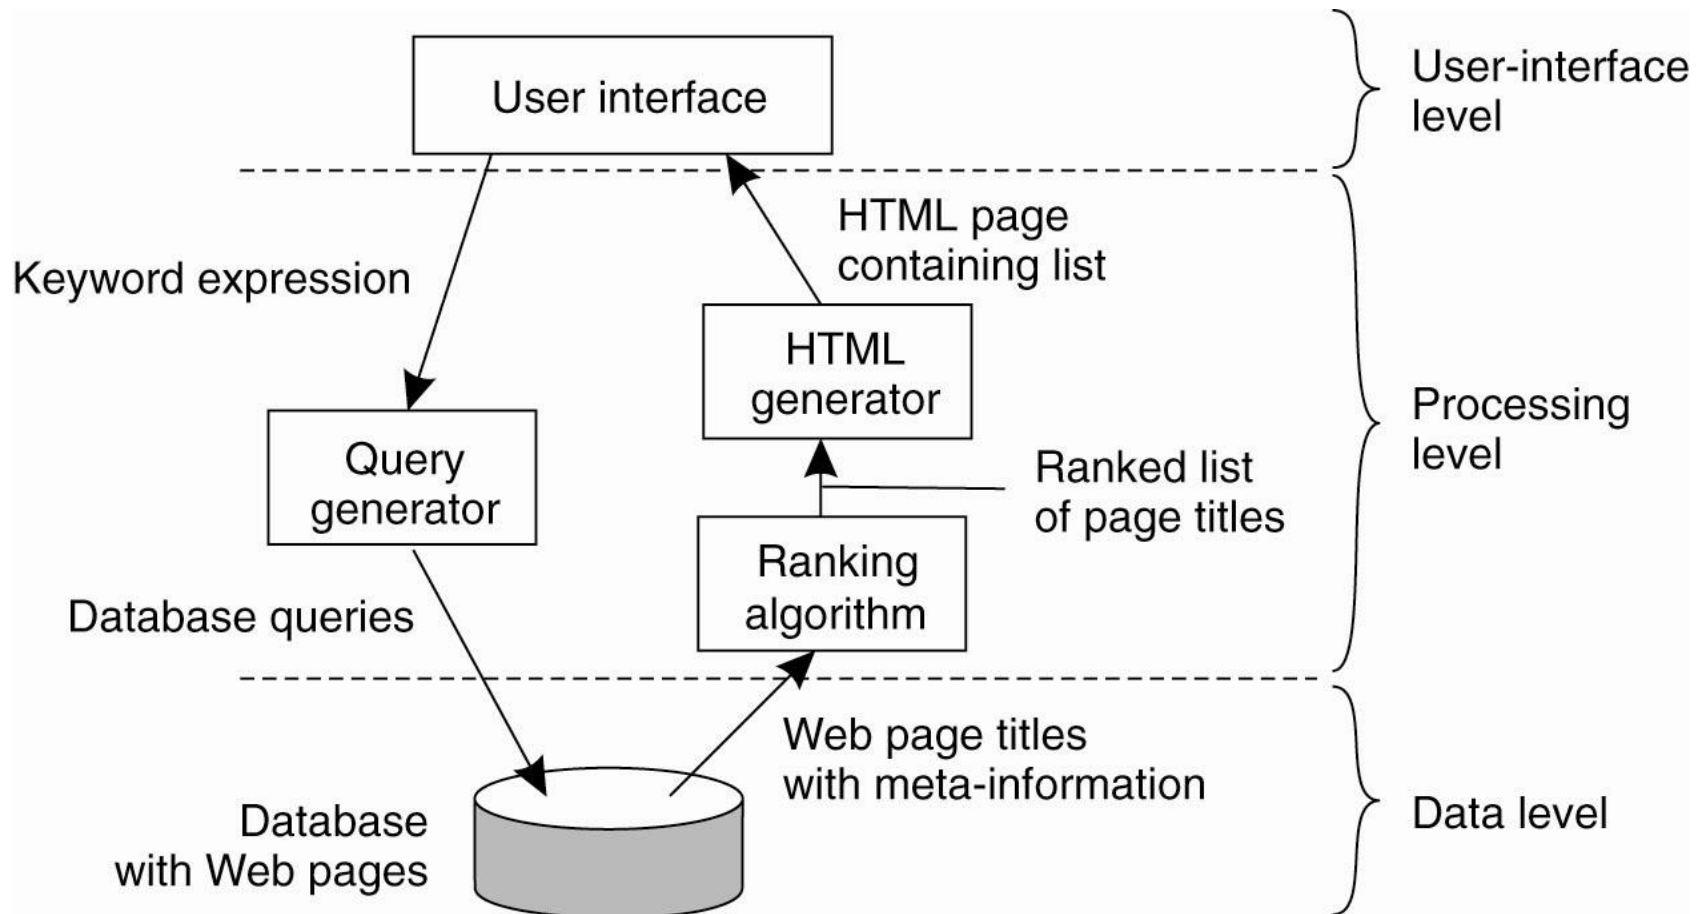 User interface
User-interface
level
HTML page
containing list
Keyword expression
HTML
generator
Processing
level
Query
generator
Ranked list
of page titles
Ranking
algorithm
Database queries
Web page titles
with meta-information
Database
with Web pages
Data level